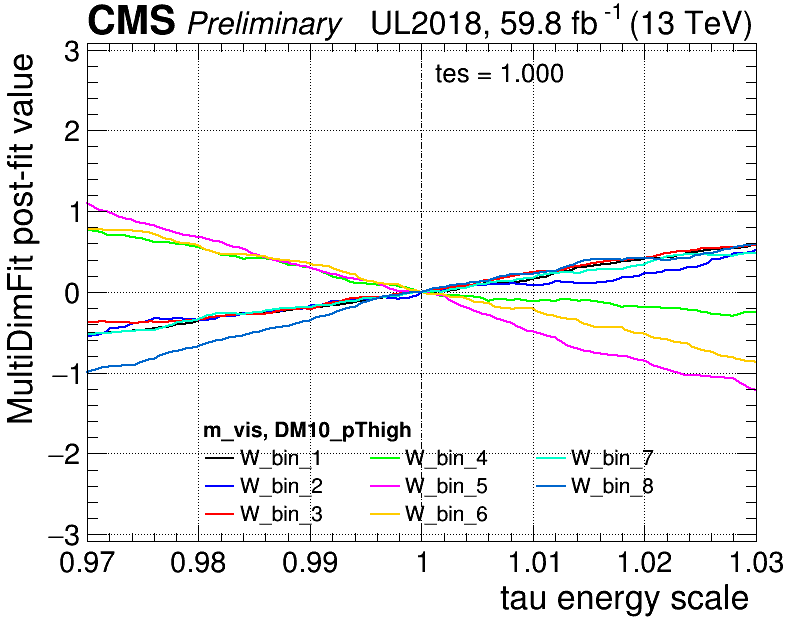 CMS Preliminary UL2018, 59.8 fb⁻¹ (13 TeV)
MultiDimFit post-fit value
3
2
1
0
−1
−2
−3
tes = 1.000
m_vis, DM10_pThigh
W_bin_1 W_bin_4 W_bin_7
W_bin_2 W_bin_5 W_bin_8
W_bin_3 W_bin_6
0.97 0.98 0.99 1 1.01 1.02 1.03
tau energy scale